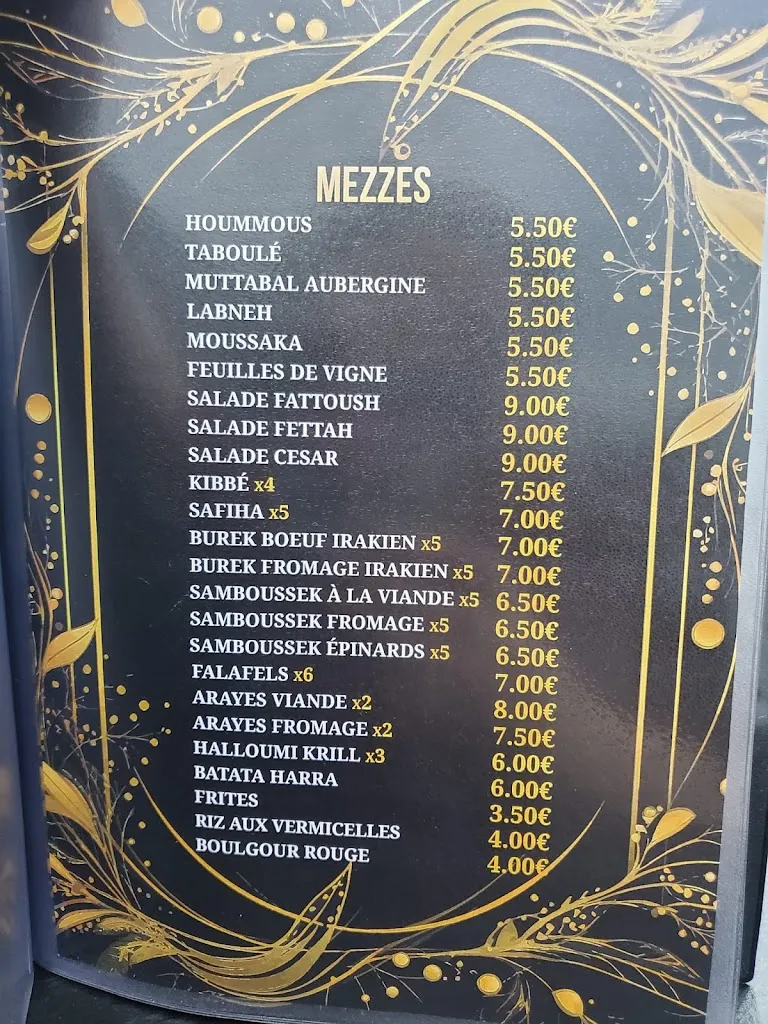 MEZZÉS
HOUMMOUS 5.50€
TABOULÉ 5.50€
MUTTABAL AUBERGINE 5.50€
LABNEH 5.50€
MOUSSAKA 5.50€
FEUILLES DE VIGNE 5.50€
SALADE FATTOUSH 9.00€
SALADE FETTAH 9.00€
SALADE CESAR 9.00€
KIBBÉ x4 7.50€
SAFIHA x5 7.00€
BUREK BOEUF IRAKIEN x5 7.00€
BUREK FROMAGE IRAKIEN x5 7.00€
SAMBOUSSEK À LA VIANDE x5 6.50€
SAMBOUSSEK FROMAGE x5 6.50€
SAMBOUSSEK ÉPINARDS x5 6.50€
FALAFELS x6 7.00€
ARAYES VIANDE x2 8.00€
ARAYES FROMAGE x2 7.50€
HALLOUMI KRILL x3 6.00€
BATATA HARRA 6.00€
FRITES 3.50€
RIZ AUX VERMICELLES 4.00€
BOULGOUR ROUGE 4.00€